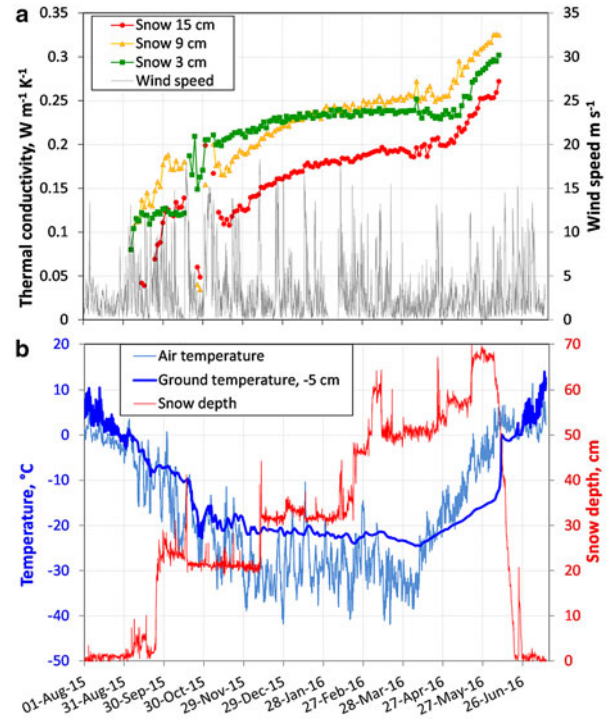 a
Snow 15 cm
Snow 9 cm
Snow 3 cm
Wind speed
Thermal conductivity, W m⁻¹ K⁻¹
0.35
0.3
0.25
0.2
0.15
0.1
0.05
0
35
30
25
20
15
10
5
0
Wind speed m s⁻¹
b
Air temperature
Ground temperature, -5 cm
Snow depth
Temperature, °C
20
10
0
-10
-20
-30
-40
-50
70
60
50
40
30
20
10
0
Snow depth, cm
01-Aug-15
31-Aug-15
30-Sep-15
30-Oct-15
29-Nov-15
29-Dec-15
28-Jan-16
27-Feb-16
28-Mar-16
27-Apr-16
27-May-16
26-Jun-16